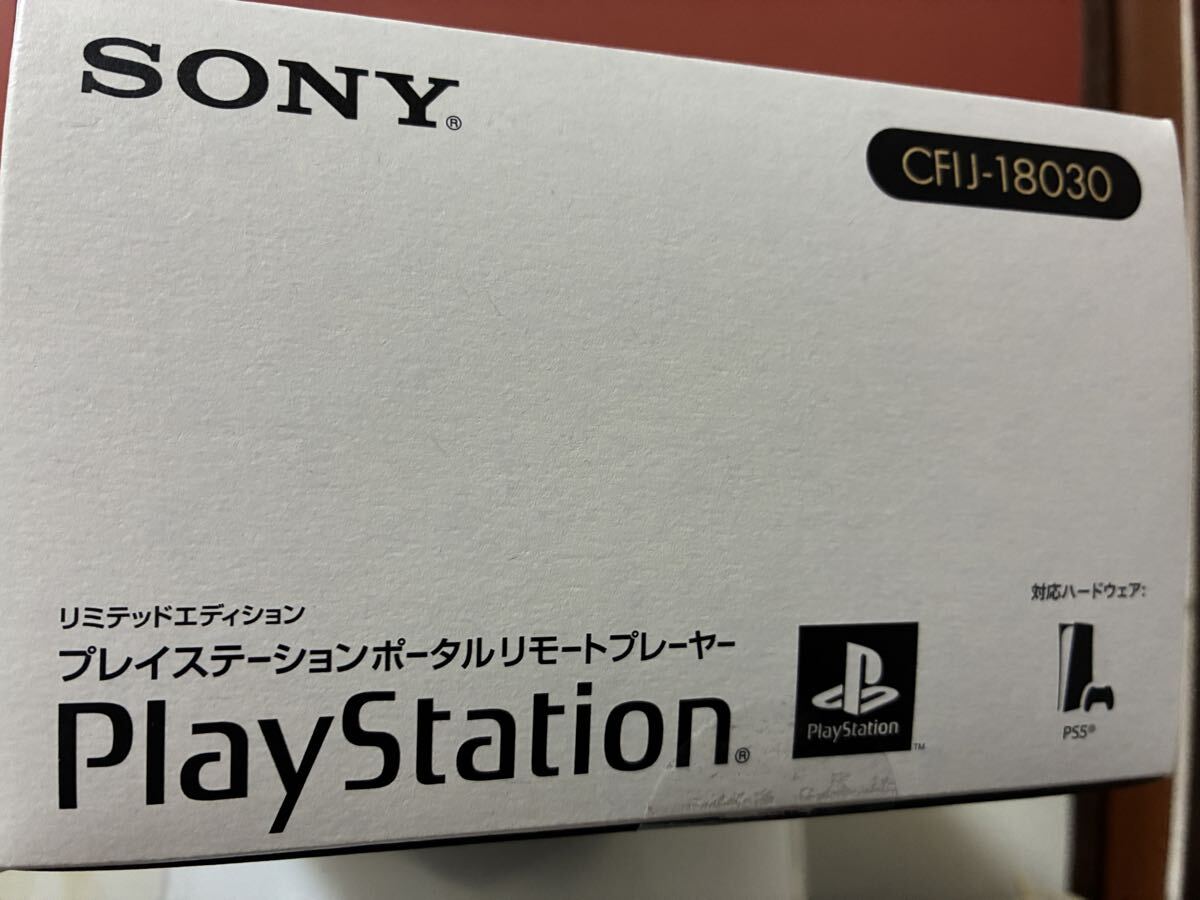 SONY®
CFIJ-18030
リミテッドエディション
プレイステーションポータルリモートプレーヤー
PlayStation®
PlayStation™
対応ハードウェア:
PS5®